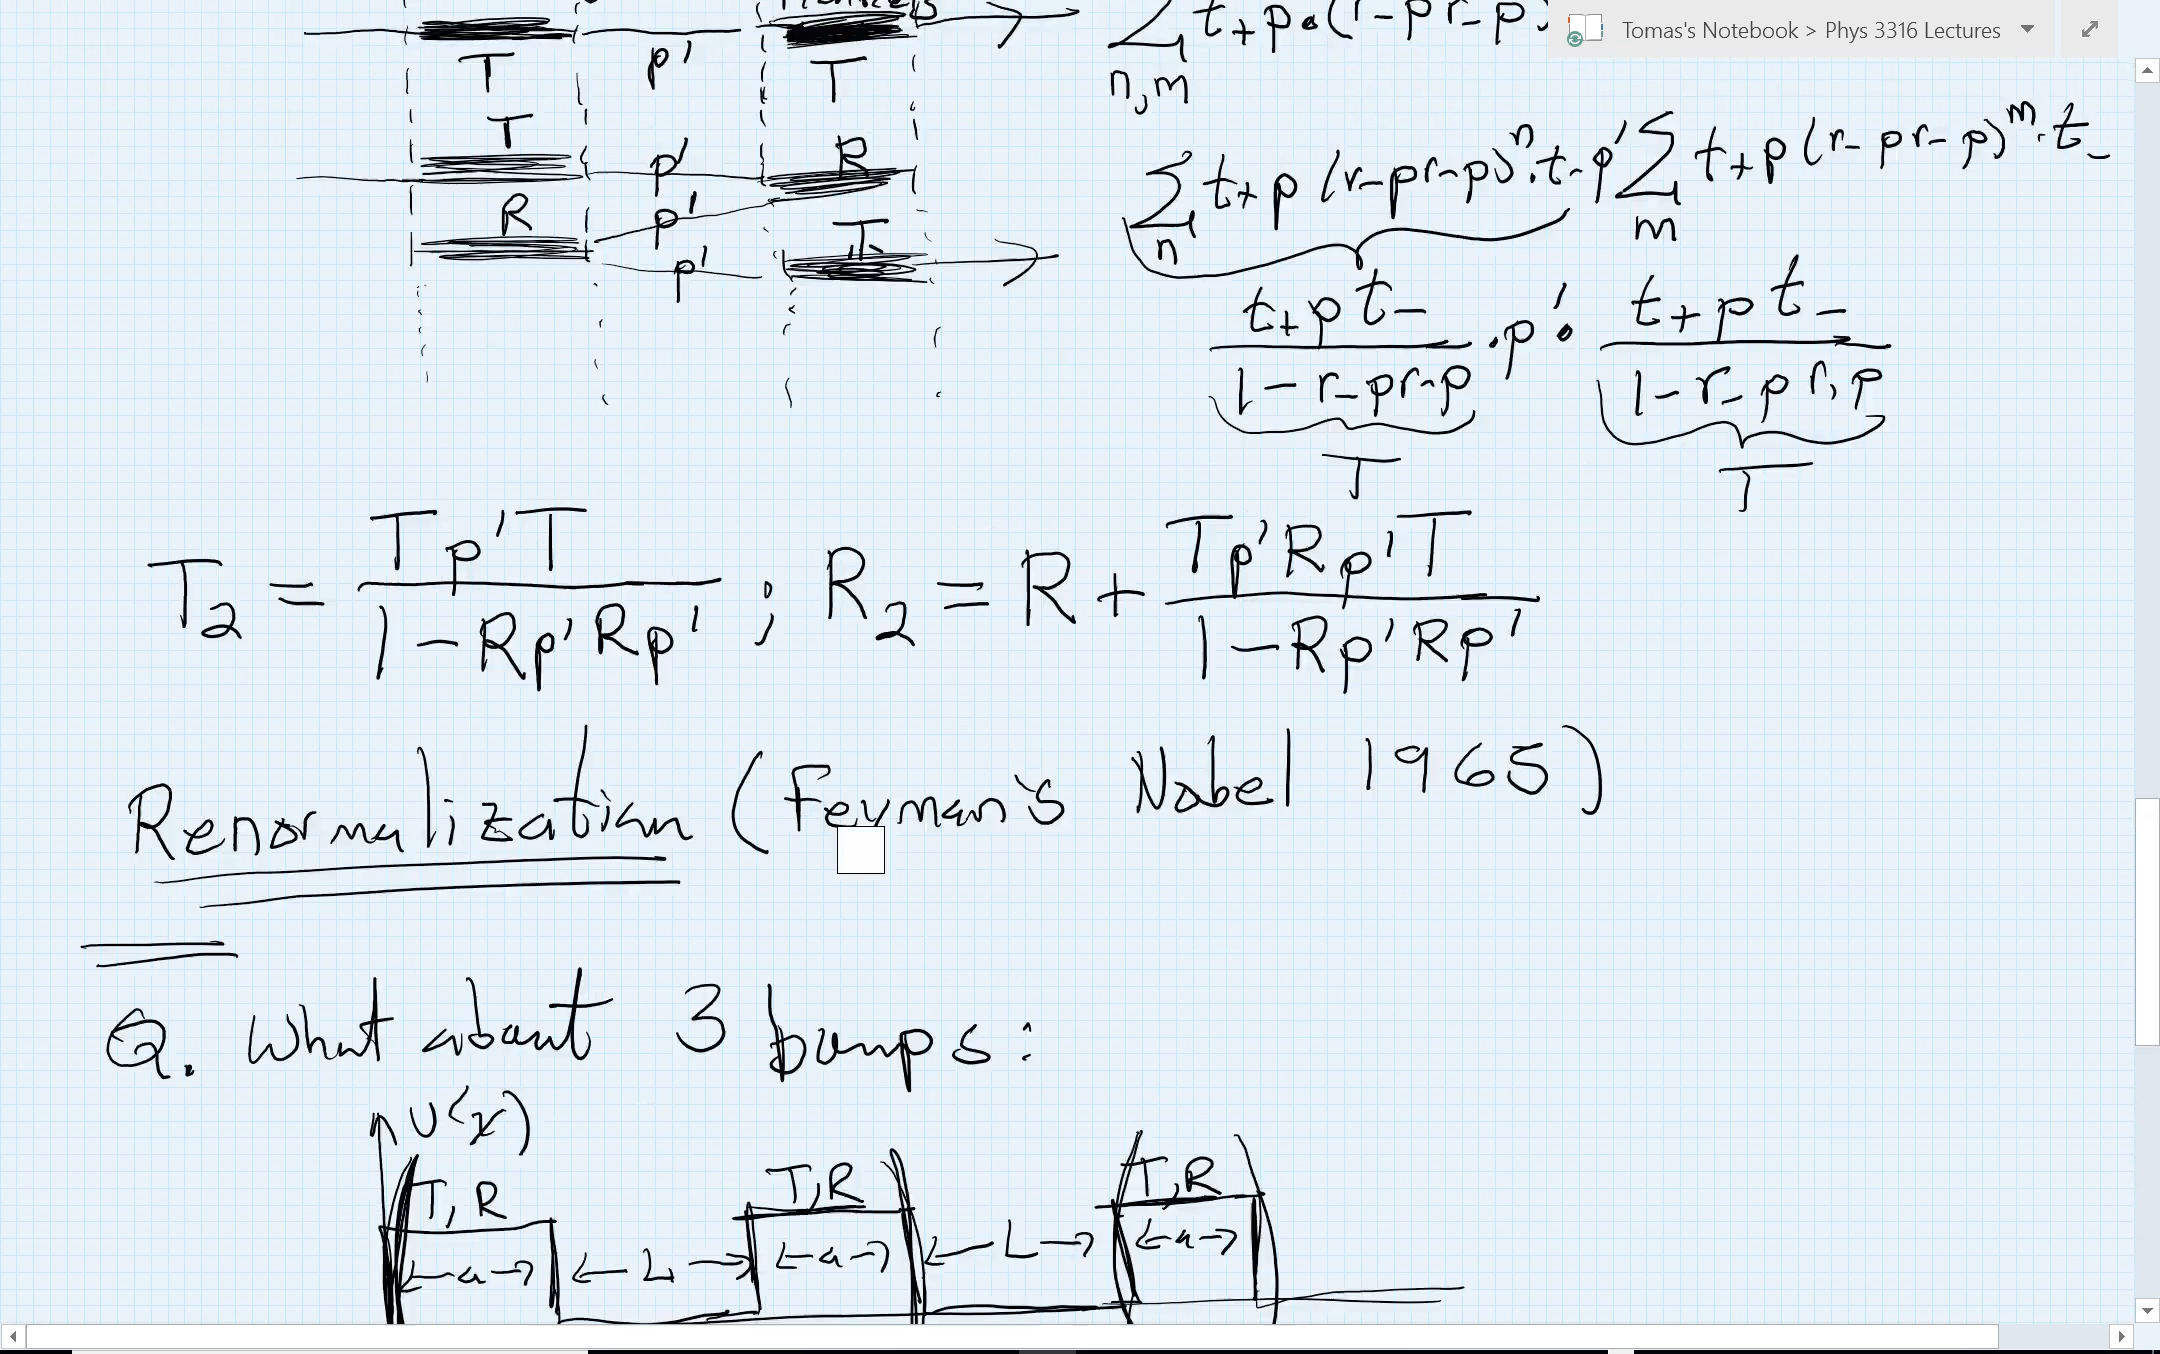 Tomas's Notebook > Phys 3316 Lectures
∑ t+ p • (r- p r- p)
n,m
T p' T
T p' R
R p'
p' T
∑ t+ p (r- p r- p)^n · t- p' ∑ t+ p (r- p r- p)^m · t-
n m
t+ p t- / 1 - r- p r- p · p' • t+ p t- / 1 - r- p r- p
T T
T₂ = Tp'T / 1 - Rp'Rp' ; R₂ = R + Tp'Rp'T / 1 - Rp'Rp'
Renormalization (Feyman's Nobel 1965)
Q. What about 3 bumps:
U(x)
T, R T, R T, R
←a→ ←L→ ←a→ ←L→ ←a→